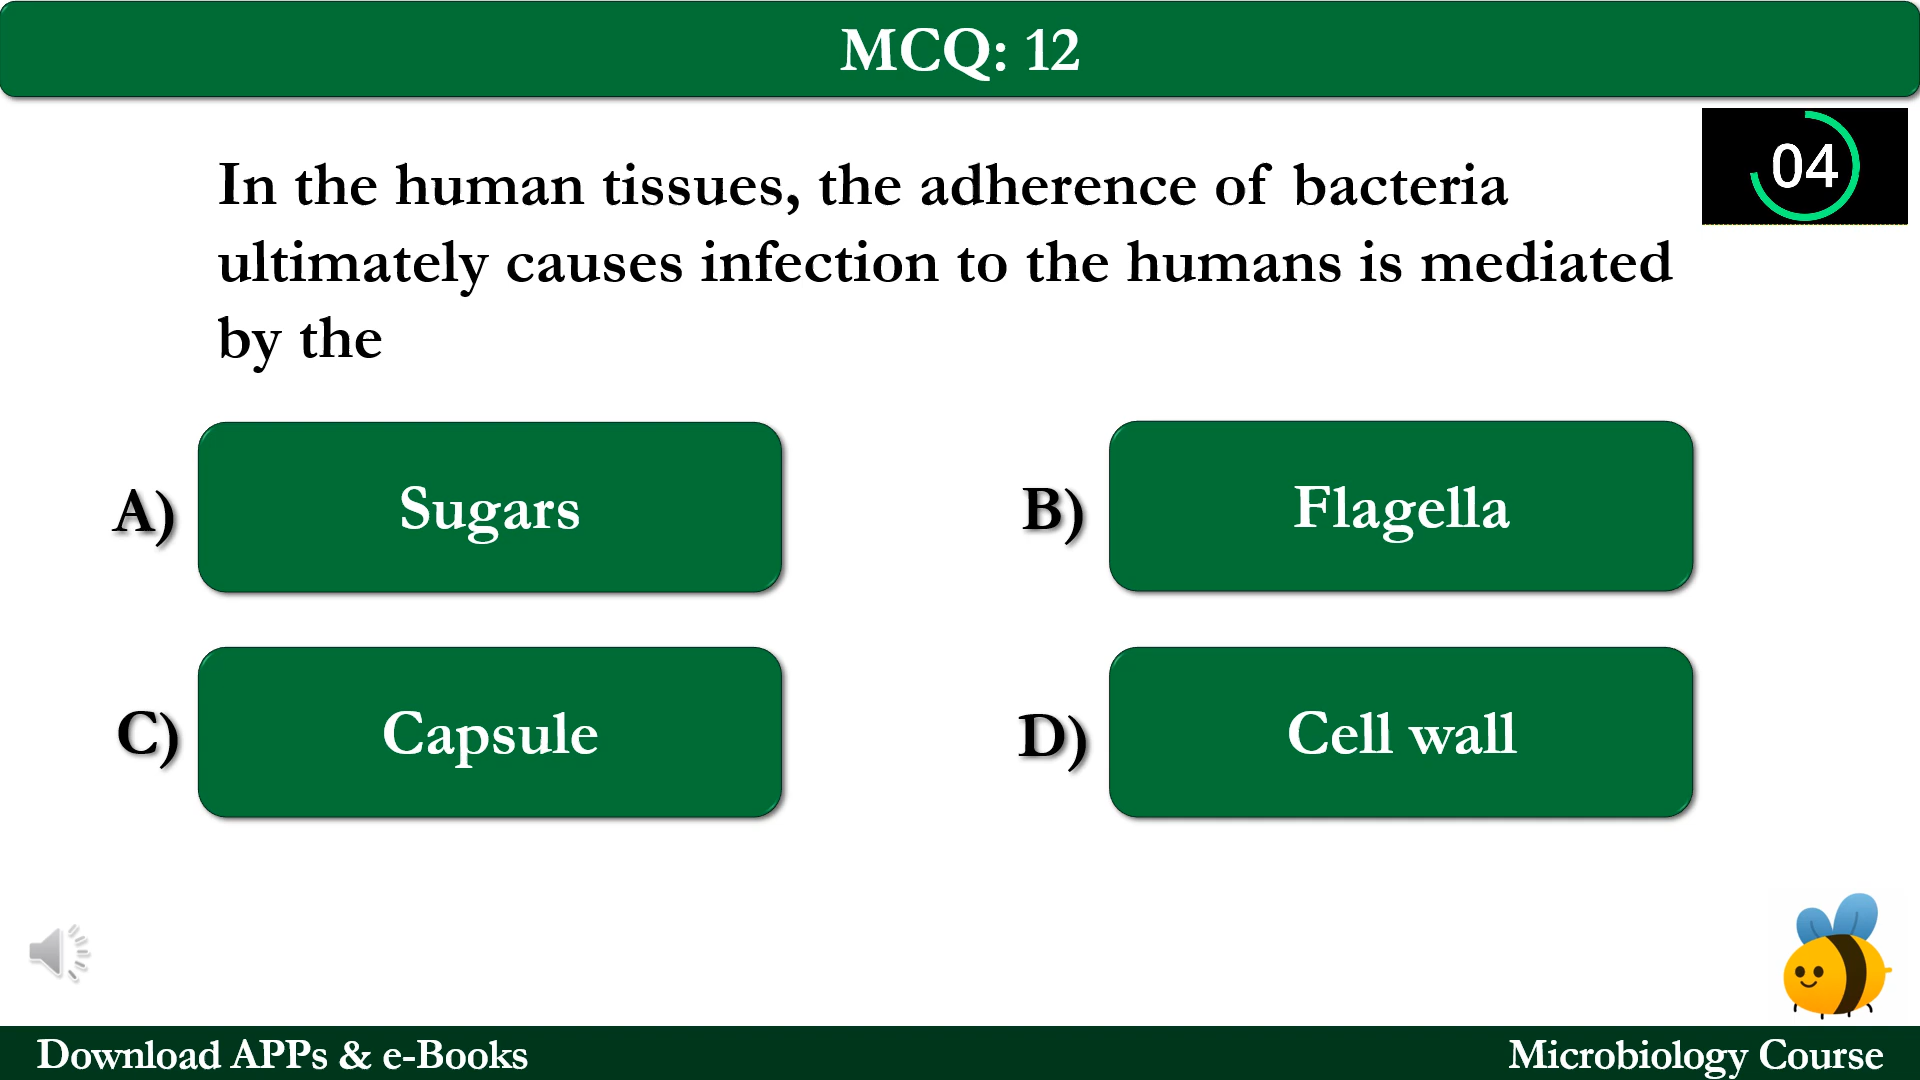 MCQ: 12
04
In the human tissues, the adherence of bacteria
ultimately causes infection to the humans is mediated
by the
A) Sugars
B) Flagella
C) Capsule
D) Cell wall
Download APPs & e-Books
Microbiology Course